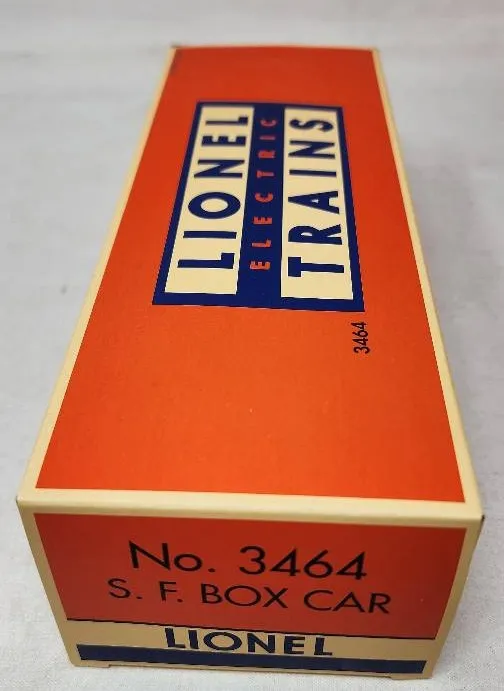 LIONEL
ELECTRIC
TRAINS
3464
No. 3464
S. F. BOX CAR
LIONEL